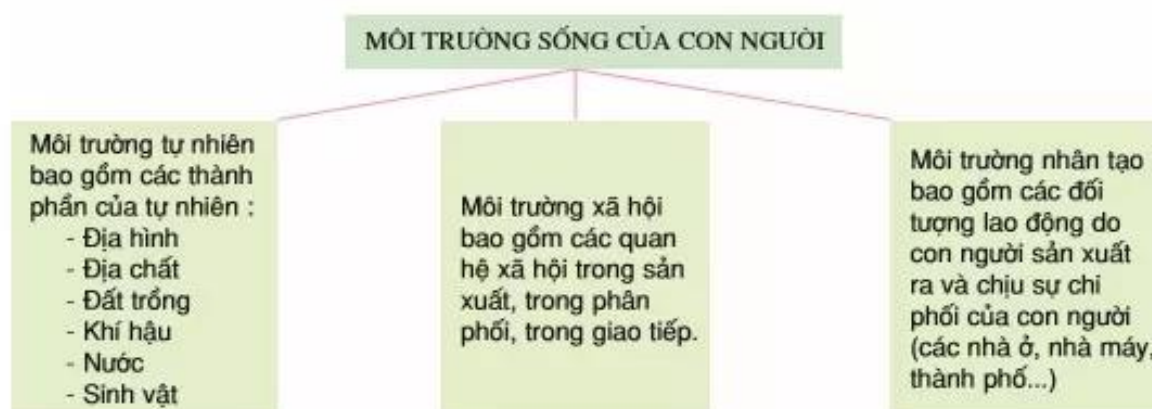 MÔI TRƯỜNG SỐNG CỦA CON NGƯỜI
Môi trường tự nhiên
bao gồm các thành
phần của tự nhiên :
- Địa hình
- Địa chất
- Đất trồng
- Khí hậu
- Nước
- Sinh vật
Môi trường xã hội
bao gồm các quan
hệ xã hội trong sản
xuất, trong phân
phối, trong giao tiếp.
Môi trường nhân tạo
bao gồm các đối
tượng lao động do
con người sản xuất
ra và chịu sự chi
phối của con người
(các nhà ở, nhà máy,
thành phố...)